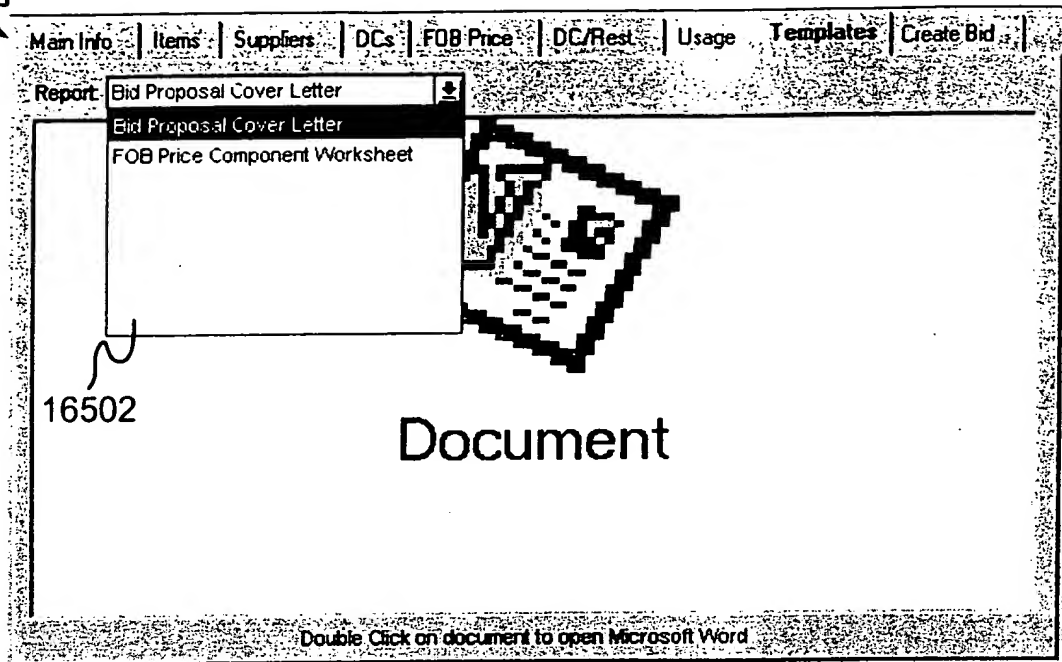 Main Info Items Suppliers DCs FOB Price DC/Rest Usage Templates Create Bid
Report: Bid Proposal Cover Letter
Bid Proposal Cover Letter
FOB Price Component Worksheet
16502
Document
Double Click on document to open Microsoft Word